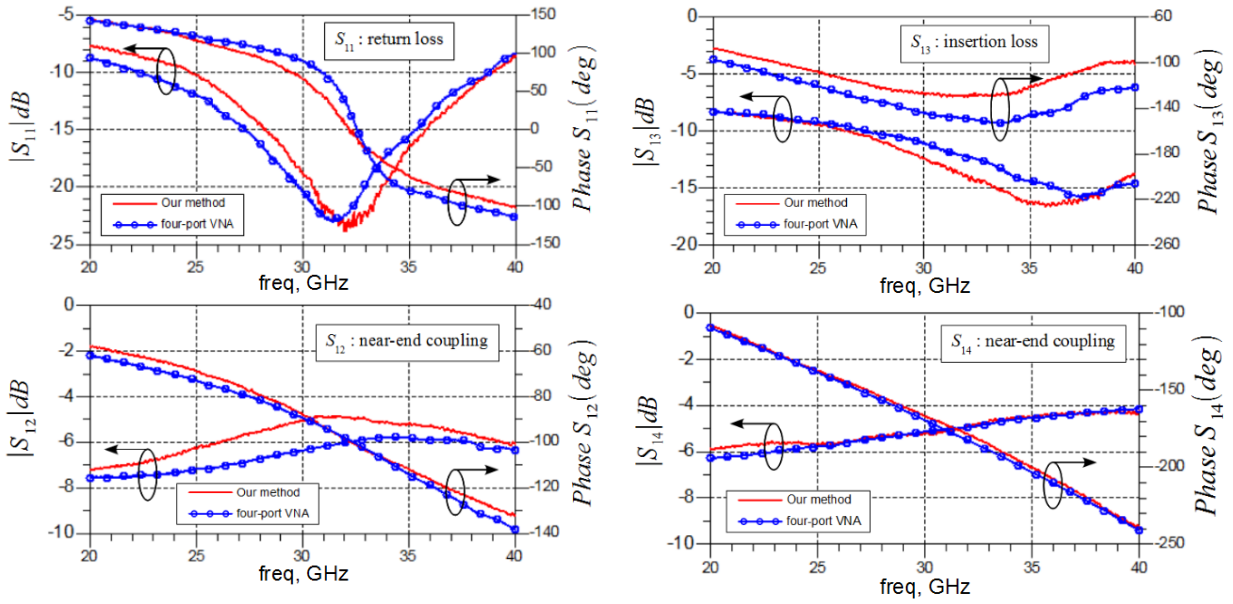 -5
-10
-15
-20
-25
|S11|dB
S11 : return loss
Our method
four-port VNA
150
100
50
0
-50
-100
-150
Phase S11(deg)
20 25 30 35 40
freq, GHz
0
-5
-10
-15
-20
|S13|dB
S13 : insertion loss
Our method
four-port VNA
-60
-100
-140
-180
-220
-260
Phase S13(deg)
20 25 30 35 40
freq, GHz
0
-2
-4
-6
-8
-10
|S12|dB
S12 : near-end coupling
Our method
four-port VNA
-40
-60
-80
-100
-120
-140
Phase S12(deg)
20 25 30 35 40
freq, GHz
0
-2
-4
-6
-8
-10
|S14|dB
S14 : near-end coupling
Our method
four-port VNA
-100
-150
-200
-250
Phase S14(deg)
20 25 30 35 40
freq, GHz